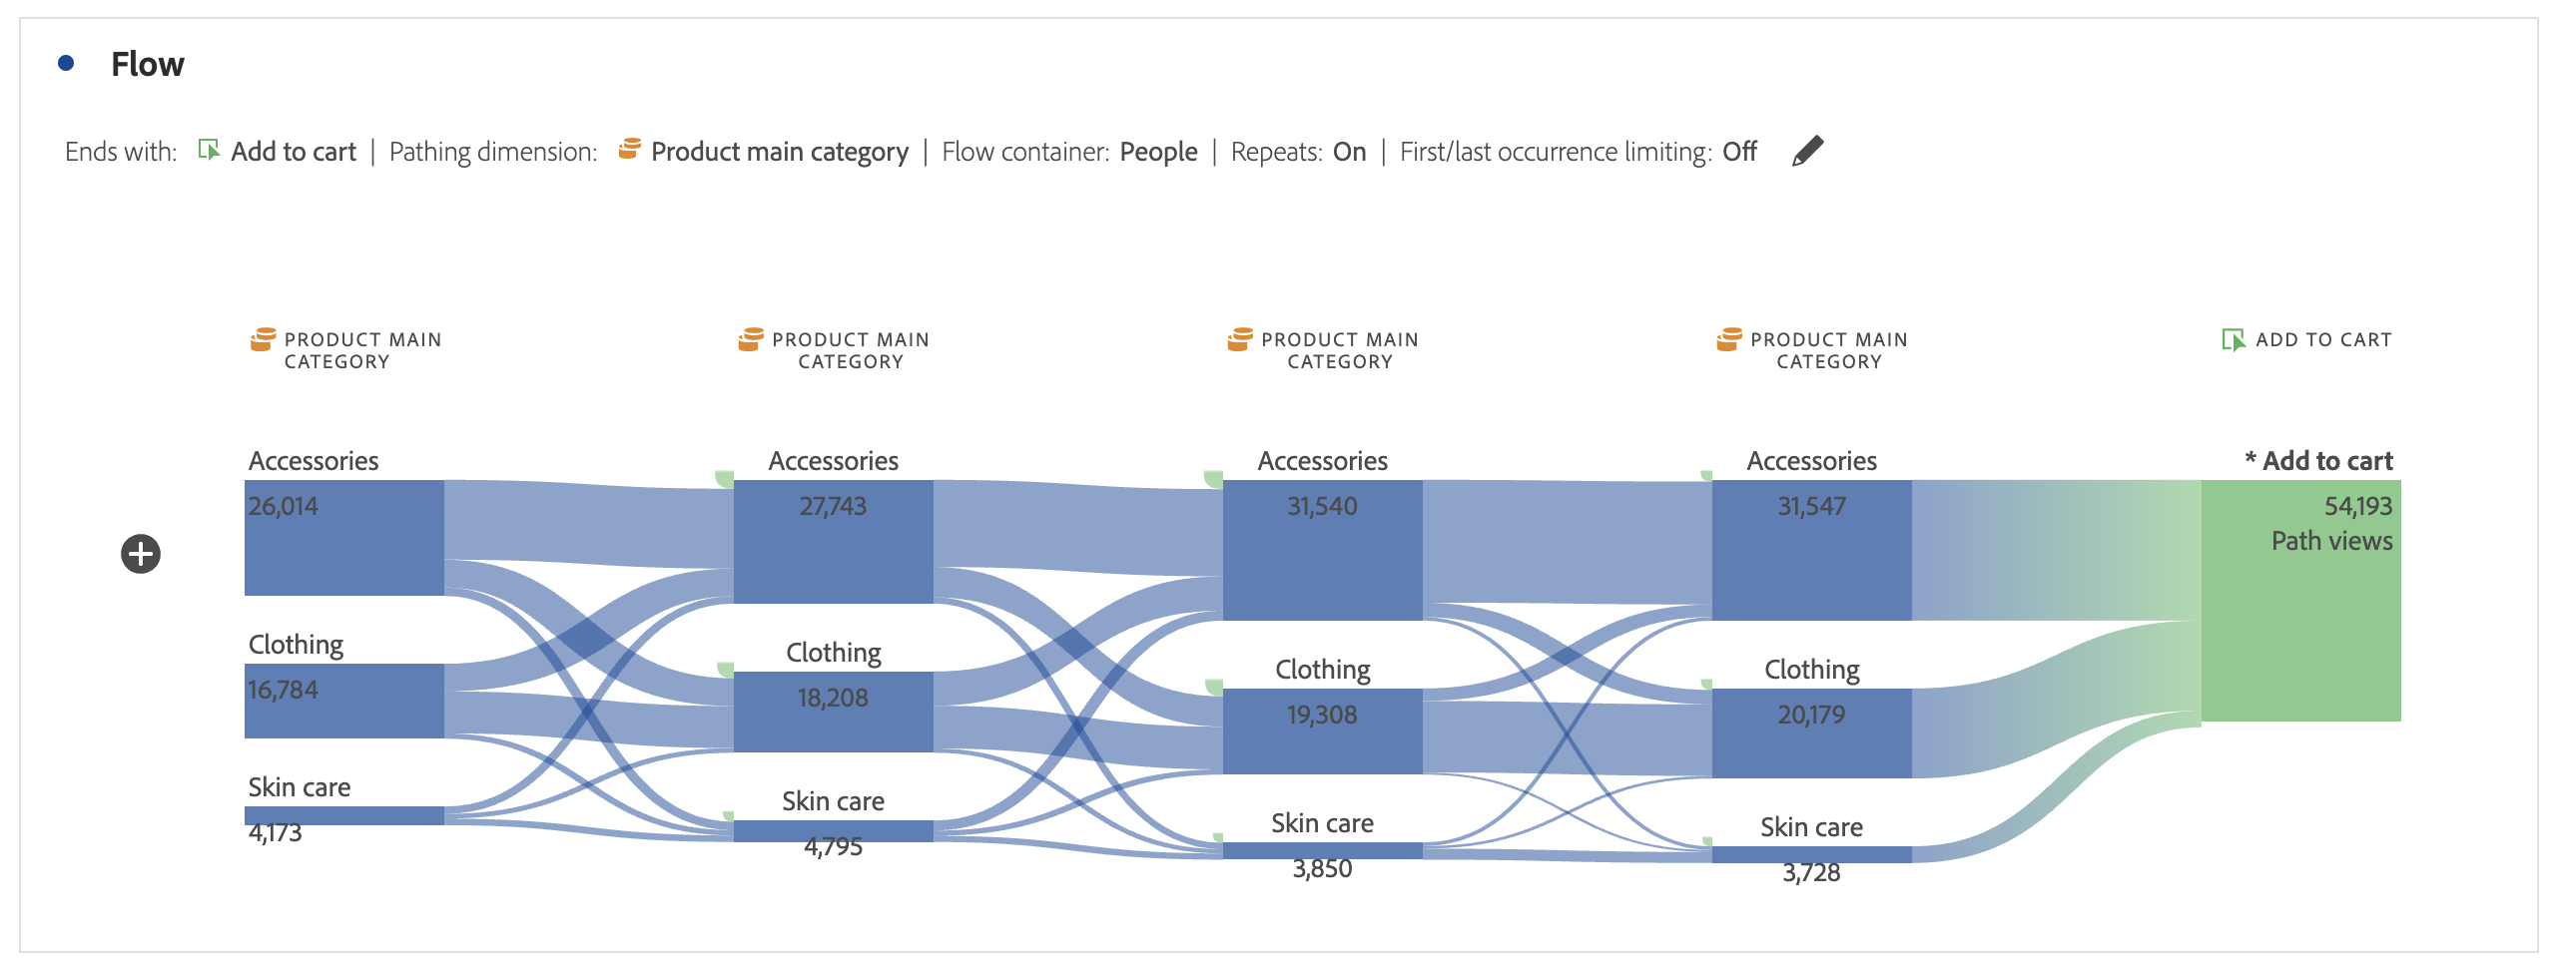 Flow
Ends with: Add to cart | Pathing dimension: Product main category | Flow container: People | Repeats: On | First/last occurrence limiting: Off
PRODUCT MAIN
CATEGORY
PRODUCT MAIN
CATEGORY
PRODUCT MAIN
CATEGORY
PRODUCT MAIN
CATEGORY
ADD TO CART
Accessories
26,014
Clothing
16,784
Skin care
4,173
Accessories
27,743
Clothing
18,208
Skin care
4,795
Accessories
31,540
Clothing
19,308
Skin care
3,850
Accessories
31,547
Clothing
20,179
Skin care
3,728
* Add to cart
54,193
Path views